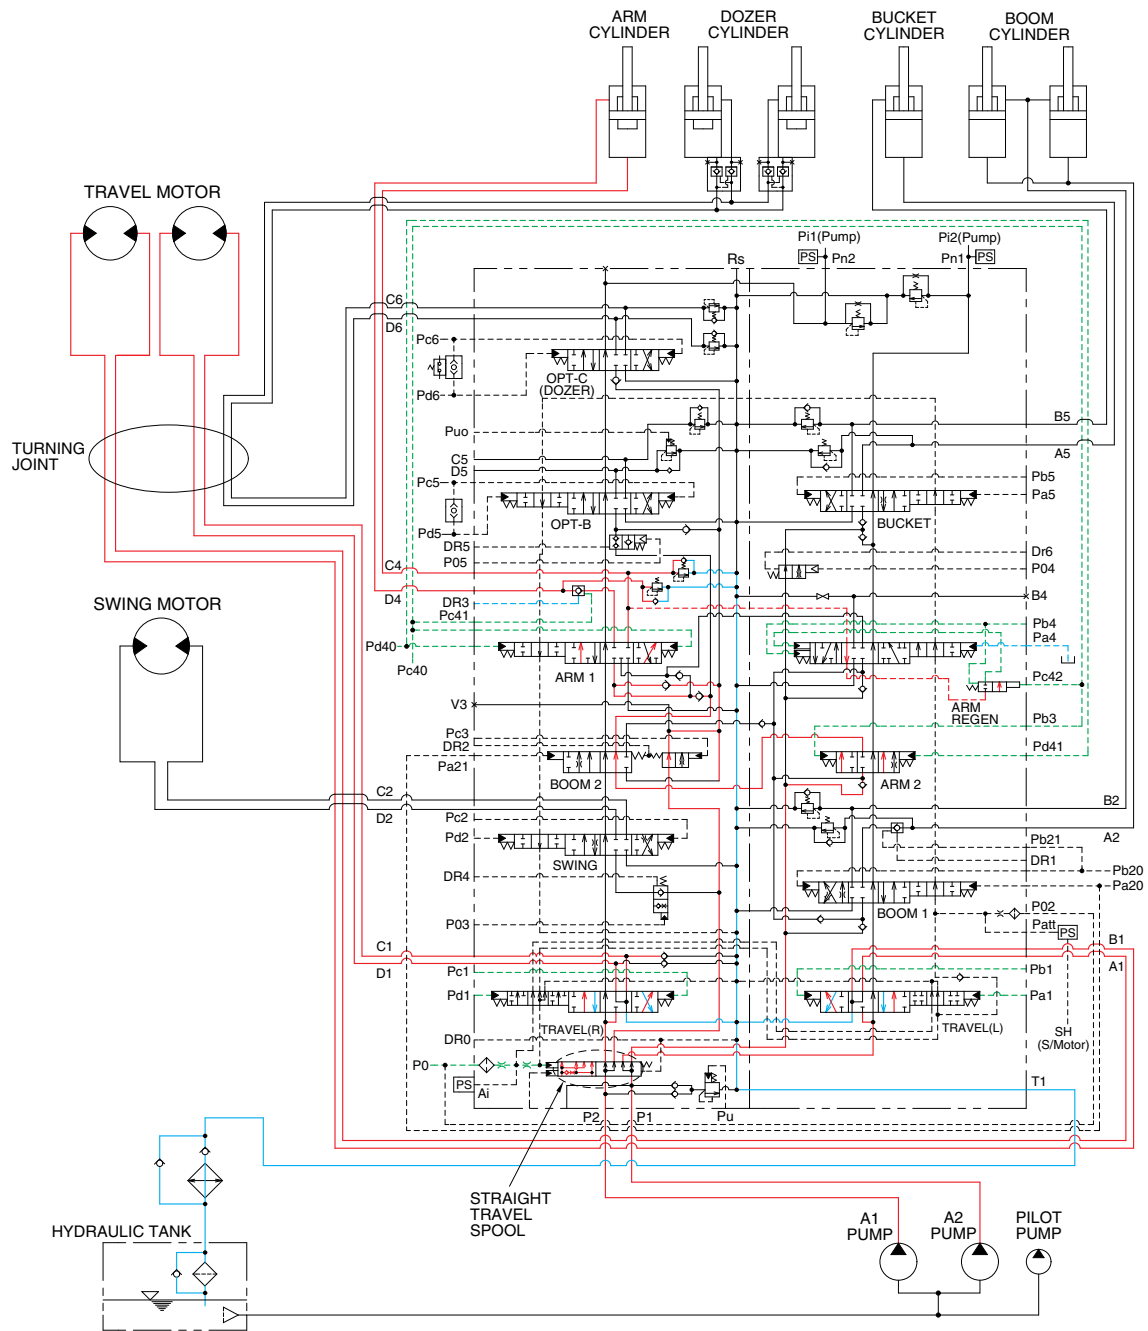 ARM
CYLINDER
DOZER
CYLINDER
BUCKET
CYLINDER
BOOM
CYLINDER
TRAVEL MOTOR
Pi1(Pump)
Pi2(Pump)
PS
Pn2
Pn1
PS
Rs
C6
D6
Pc6
Pd6
OPT-C
(DOZER)
TURNING
JOINT
Puo
C5
D5
Pc5
Pd5
OPT-B
DR5
P05
B5
A5
Pb5
Pa5
BUCKET
Dr6
P04
C4
D4
DR3
Pc41
Pd40
Pc40
ARM 1
B4
Pb4
Pa4
Pc42
ARM
REGEN
Pb3
Pd41
ARM 2
SWING MOTOR
V3
Pc3
DR2
Pa21
BOOM 2
C2
D2
Pc2
Pd2
SWING
DR4
P03
B2
A2
Pb21
DR1
Pb20
Pa20
BOOM 1
P02
Patt
PS
C1
D1
Pc1
Pd1
TRAVEL(R)
B1
A1
Pb1
Pa1
TRAVEL(L)
SH
(S/Motor)
DR0
P0
PS
Ai
P2
P1
Pu
T1
STRAIGHT
TRAVEL
SPOOL
HYDRAULIC TANK
A1
PUMP
A2
PUMP
PILOT
PUMP